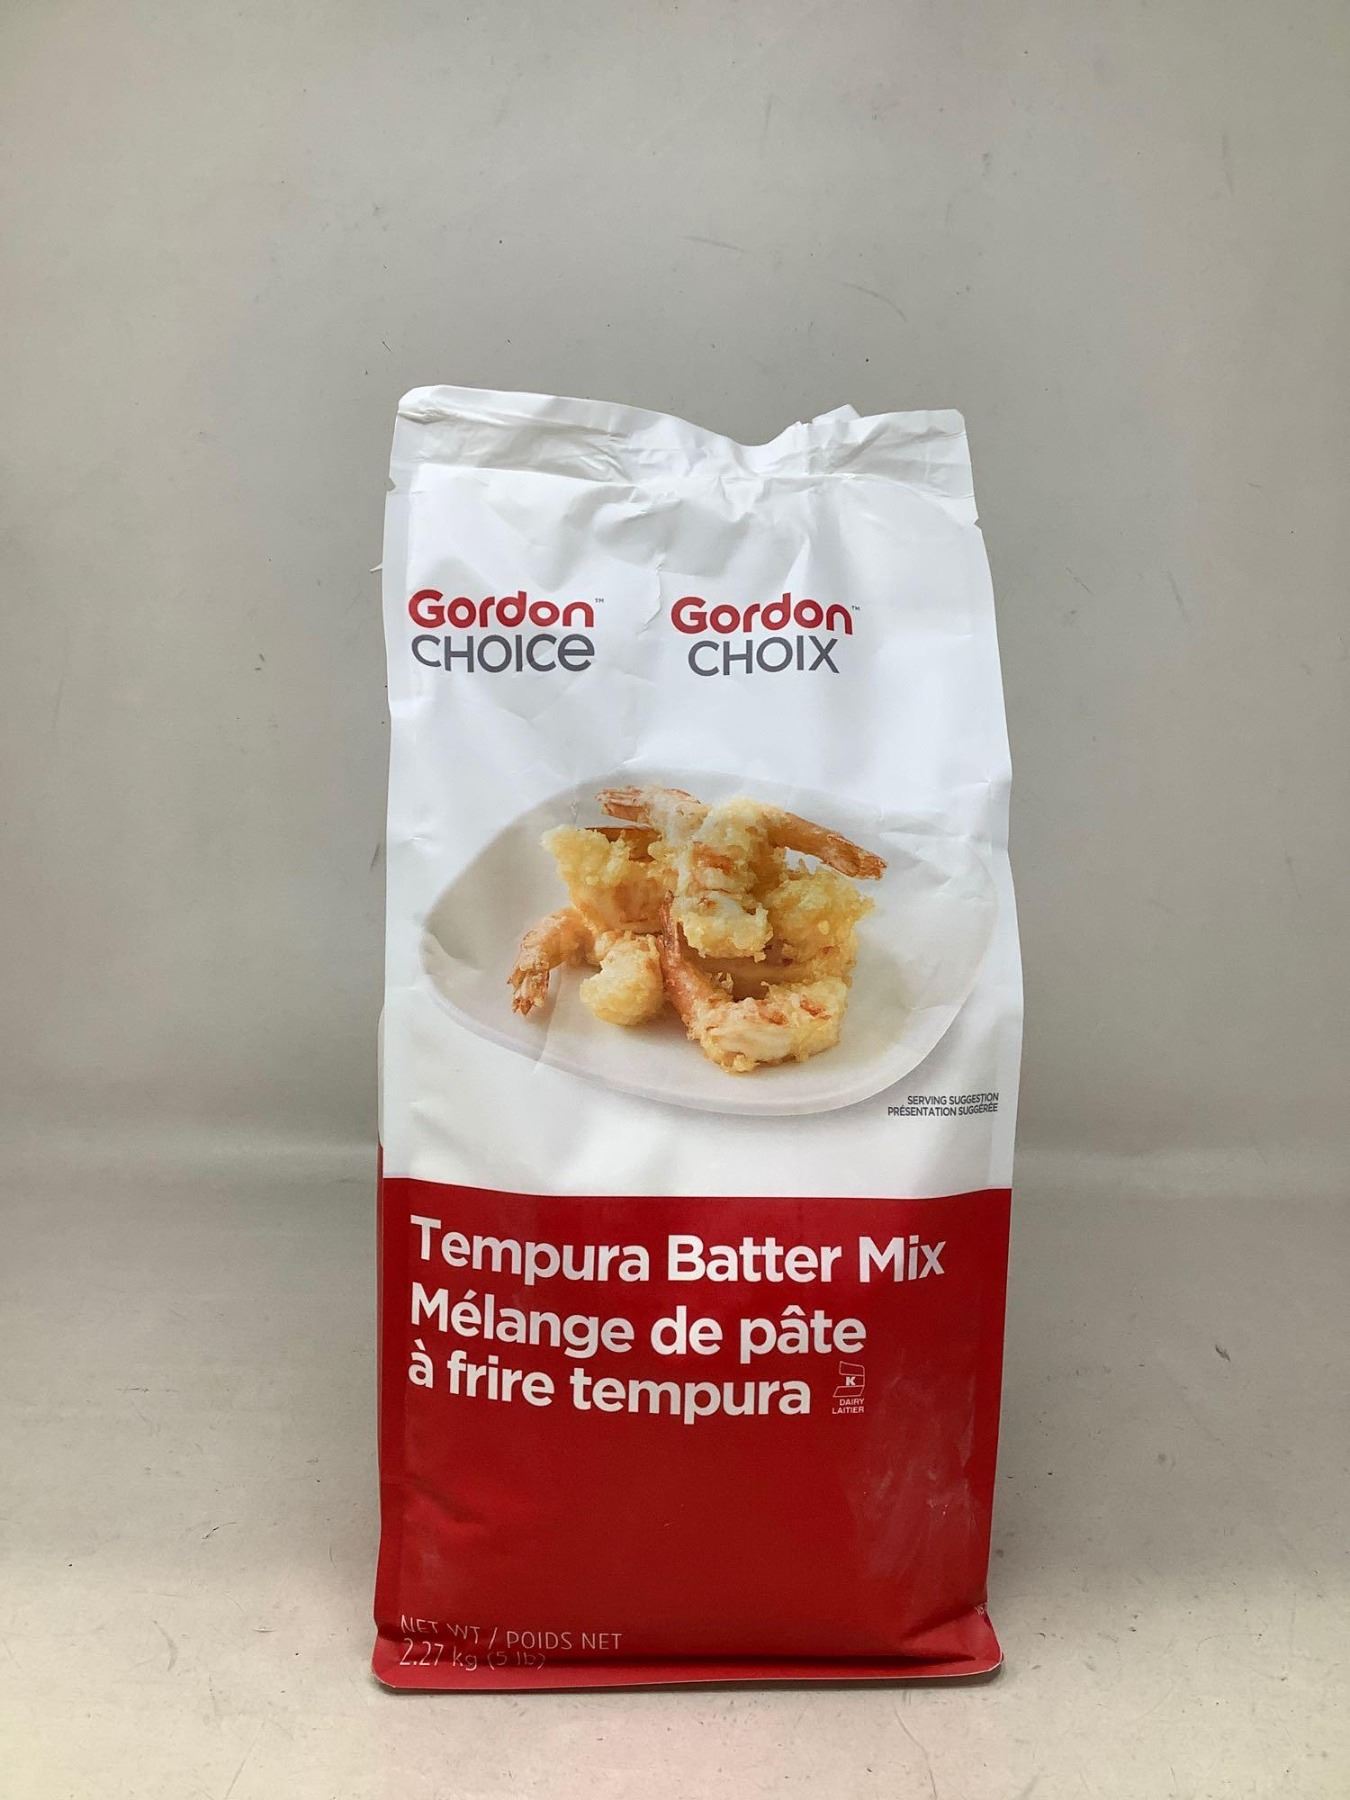 Gordon™
CHOICE
Gordon™
CHOIX
SERVING SUGGESTION
PRÉSENTATION SUGGÉRÉE
Tempura Batter Mix
Mélange de pâte
à frire tempura
K
DAIRY
LAITIER
NET WT / POIDS NET
2.27 kg (5 lb)